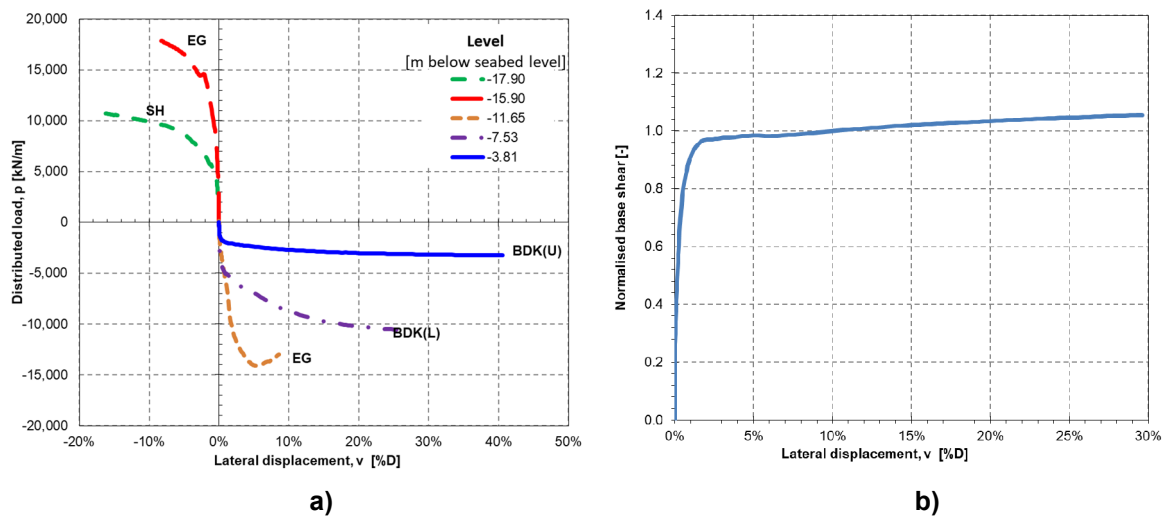 20,000
15,000
10,000
5,000
0
-5,000
-10,000
-15,000
-20,000
Distributed load, p [kN/m]
-20%
-10%
0%
10%
20%
30%
40%
50%
Lateral displacement, v [%D]
EG
SH
Level
[m below seabed level]
-17.90
-15.90
-11.65
-7.53
-3.81
BDK(U)
BDK(L)
EG
a)
1.4
1.2
1.0
0.8
0.6
0.4
0.2
0.0
Normalised base shear [-]
0%
5%
10%
15%
20%
25%
30%
Lateral displacement, v [%D]
b)